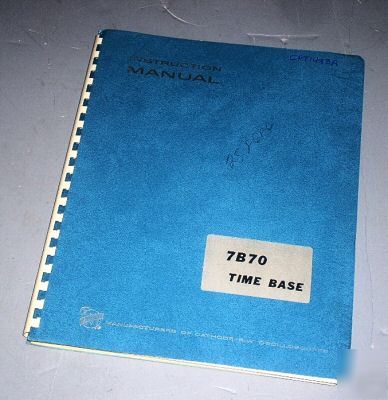 INSTRUCTION
MANUAL
7B70
TIME BASE
MANUFACTURERS OF CATHODE-RAY OSCILLOSCOPES